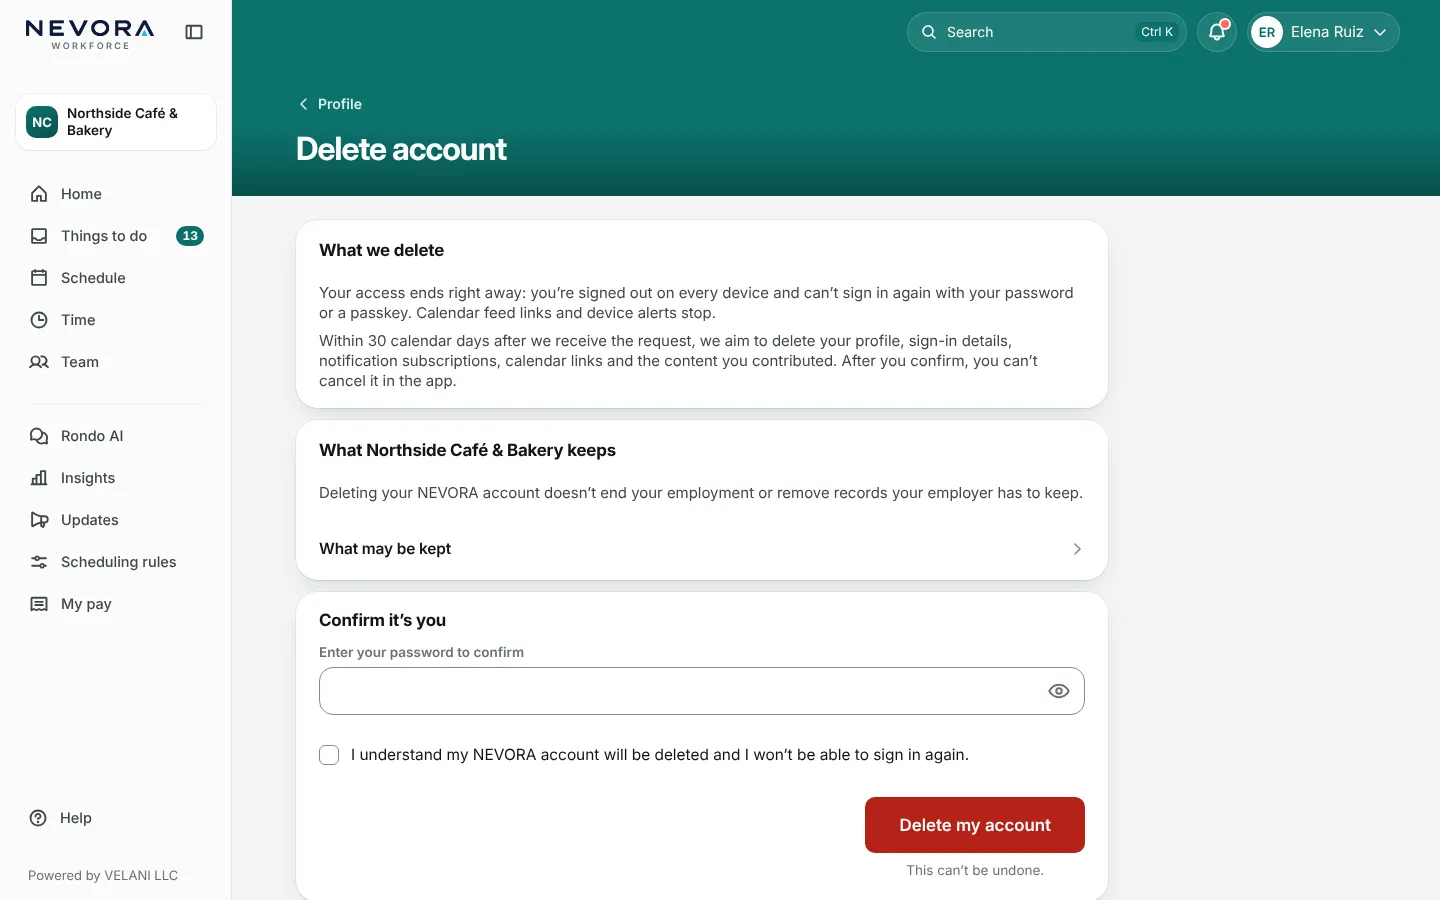 NEVORA
WORKFORCE
Search
Ctrl K
ER
Elena Ruiz
NC
Northside Café &
Bakery
Home
Things to do
13
Schedule
Time
Team
Rondo AI
Insights
Updates
Scheduling rules
My pay
Help
Powered by VELANI LLC
Profile
Delete account
What we delete
Your access ends right away: you’re signed out on every device and can’t sign in again with your password
or a passkey. Calendar feed links and device alerts stop.
Within 30 calendar days after we receive the request, we aim to delete your profile, sign-in details,
notification subscriptions, calendar links and the content you contributed. After you confirm, you can’t
cancel it in the app.
What Northside Café & Bakery keeps
Deleting your NEVORA account doesn’t end your employment or remove records your employer has to keep.
What may be kept
Confirm it’s you
Enter your password to confirm
I understand my NEVORA account will be deleted and I won’t be able to sign in again.
Delete my account
This can’t be undone.